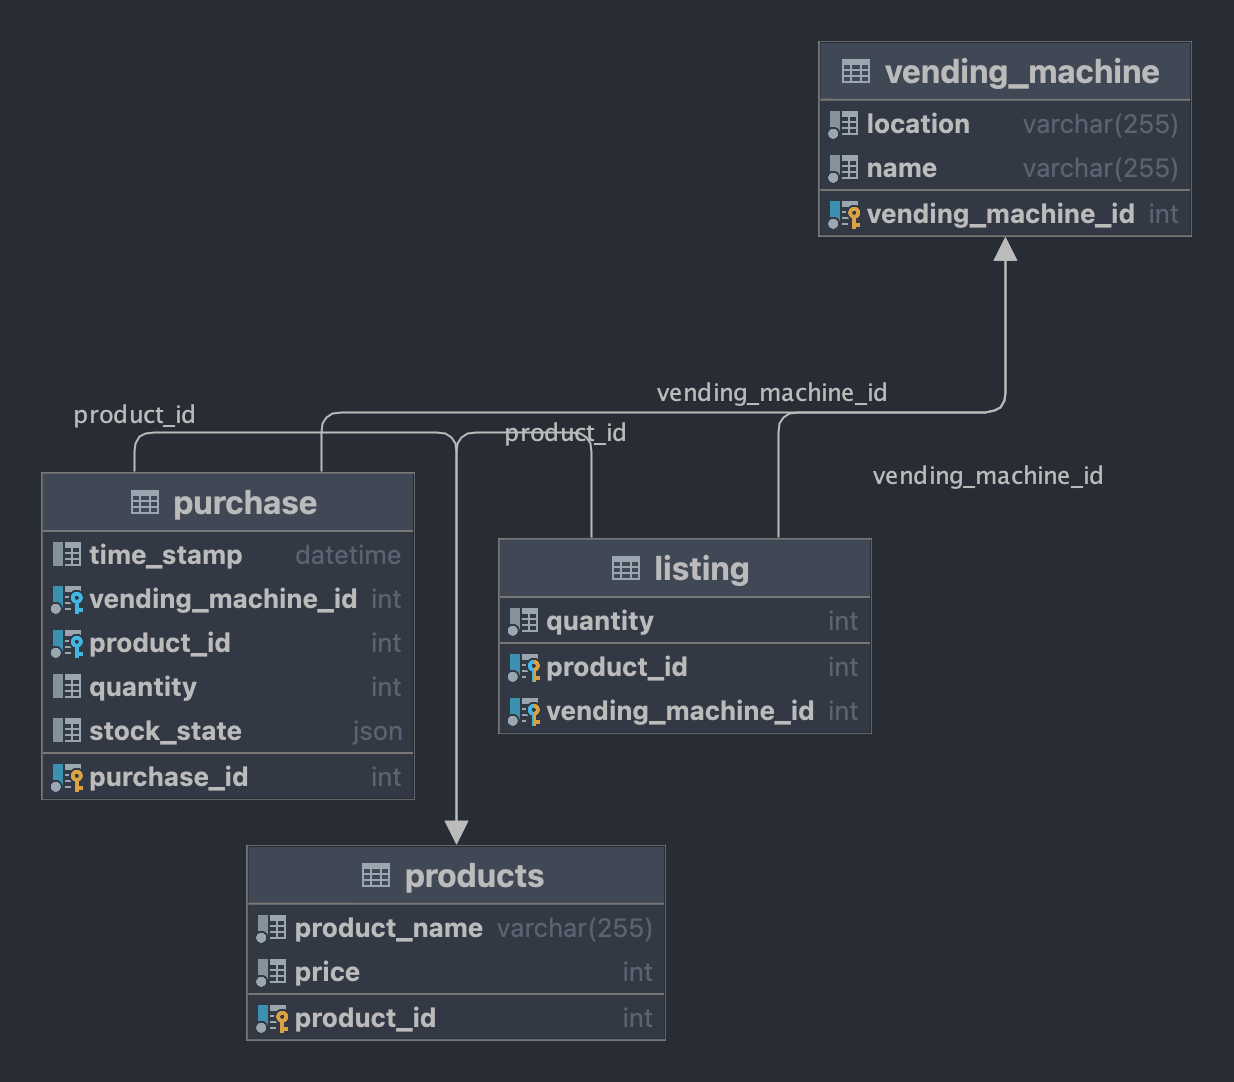 vending_machine
location varchar(255)
name varchar(255)
vending_machine_id int
vending_machine_id
product_id
product_id
vending_machine_id
purchase
time_stamp datetime
vending_machine_id int
product_id int
quantity int
stock_state json
purchase_id int
listing
quantity int
product_id int
vending_machine_id int
products
product_name varchar(255)
price int
product_id int